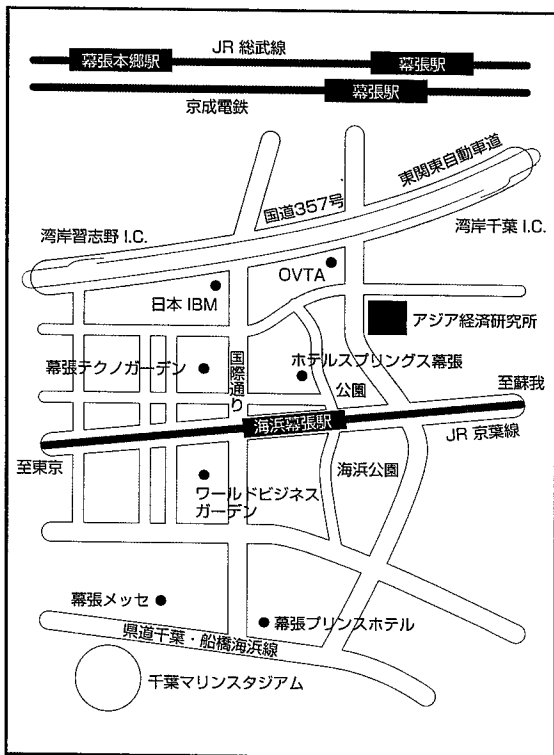 JR 総武線
幕張本郷駅
幕張駅
幕張駅
京成電鉄
東関東自動車道
国道357号
湾岸習志野 I.C.
湾岸千葉 I.C.
OVTA
日本 IBM
アジア経済研究所
国際通り
幕張テクノガーデン
ホテルスプリングス幕張
公園
至蘇我
海浜幕張駅
JR 京葉線
至東京
海浜公園
ワールドビジネス
ガーデン
幕張メッセ
幕張プリンスホテル
県道千葉・船橋海浜線
千葉マリンスタジアム